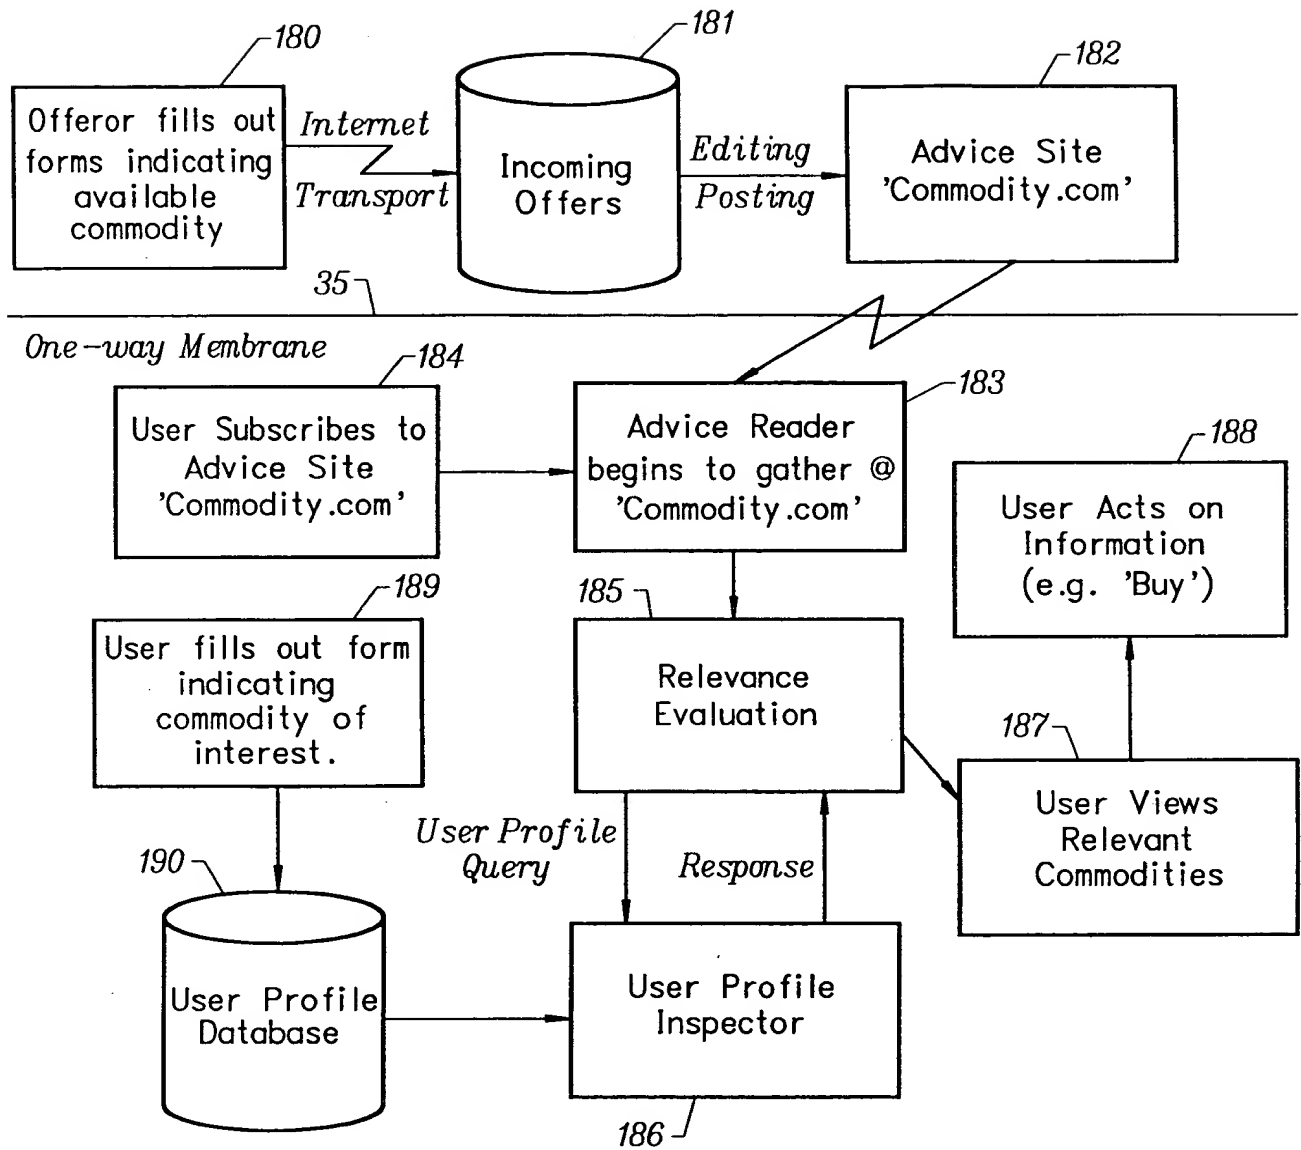 180
181
182
Offeror fills out
forms indicating
available
commodity
Internet
Transport
Incoming
Offers
Editing
Posting
Advice Site
'Commodity.com'
35
One-way Membrane
184
183
188
User Subscribes to
Advice Site
'Commodity.com'
Advice Reader
begins to gather @
'Commodity.com'
User Acts on
Information
(e.g. 'Buy')
189
185
187
User fills out form
indicating
commodity of
interest.
Relevance
Evaluation
User Views
Relevant
Commodities
User Profile
Query
Response
190
User Profile
Database
User Profile
Inspector
186